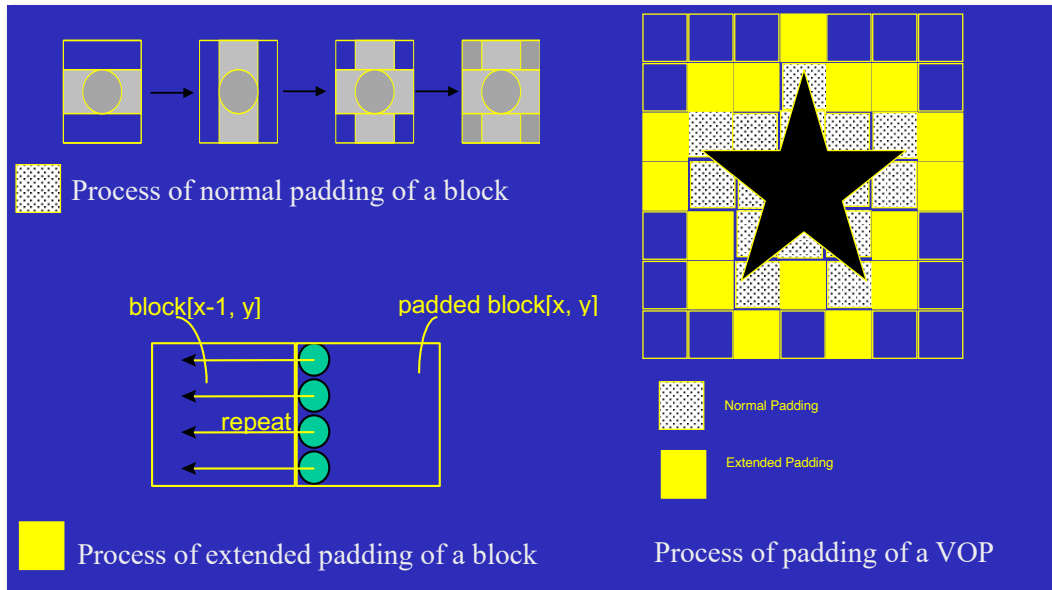 Process of normal padding of a block
block[x-1, y]
padded block[x, y]
repeat
Process of extended padding of a block
Normal Padding
Extended Padding
Process of padding of a VOP